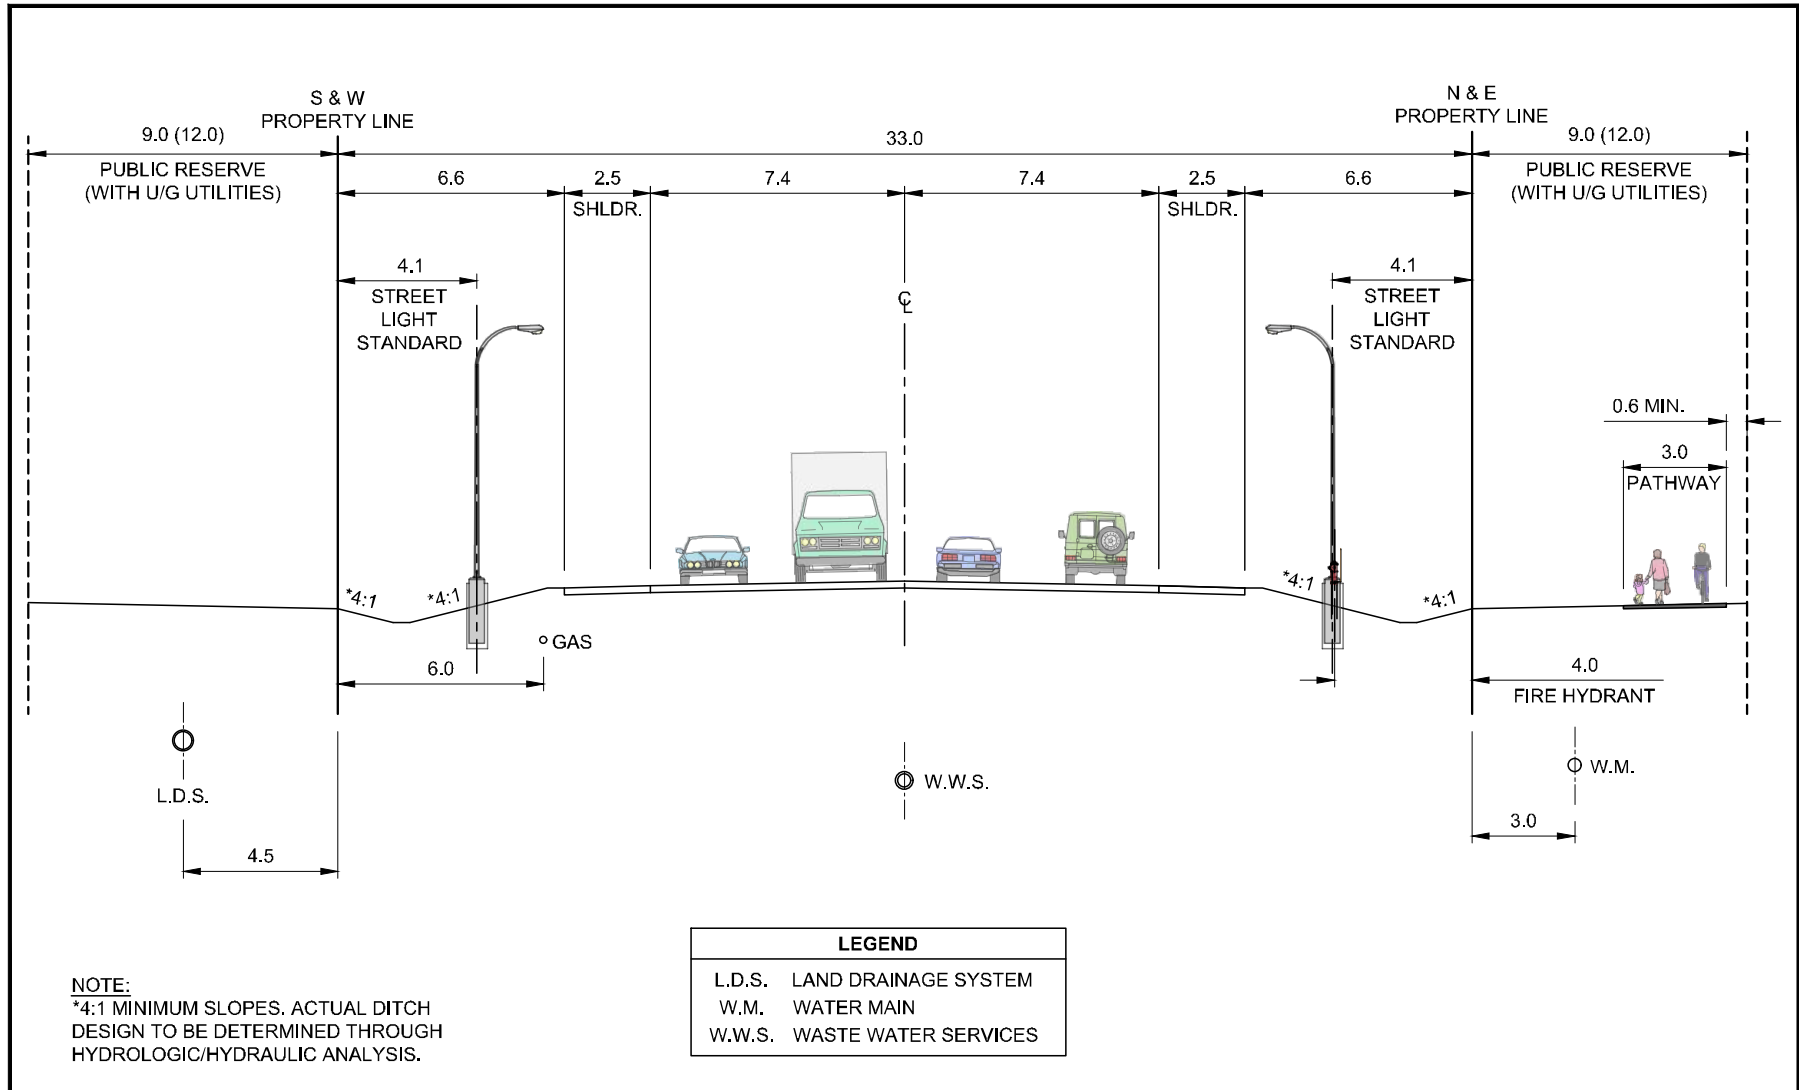 S & W
PROPERTY LINE
N & E
PROPERTY LINE
9.0 (12.0)
33.0
9.0 (12.0)
PUBLIC RESERVE
(WITH U/G UTILITIES)
PUBLIC RESERVE
(WITH U/G UTILITIES)
6.6
2.5
7.4
7.4
2.5
6.6
SHLDR.
SHLDR.
4.1
STREET
LIGHT
STANDARD
℄
4.1
STREET
LIGHT
STANDARD
0.6 MIN.
3.0
PATHWAY
*4:1
*4:1
*4:1
*4:1
GAS
6.0
4.0
FIRE HYDRANT
L.D.S.
W.W.S.
W.M.
3.0
4.5
LEGEND
L.D.S. LAND DRAINAGE SYSTEM
W.M. WATER MAIN
W.W.S. WASTE WATER SERVICES
NOTE:
*4:1 MINIMUM SLOPES. ACTUAL DITCH
DESIGN TO BE DETERMINED THROUGH
HYDROLOGIC/HYDRAULIC ANALYSIS.